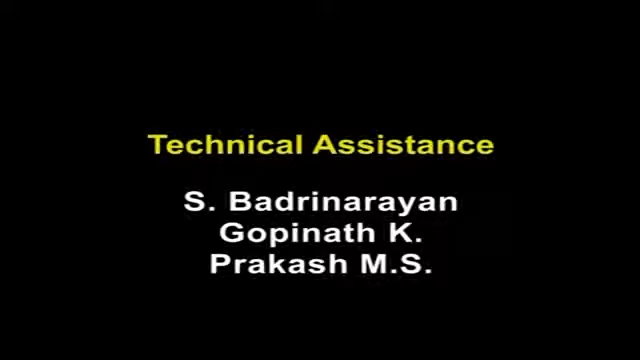 Technical Assistance
S. Badrinarayan
Gopinath K.
Prakash M.S.